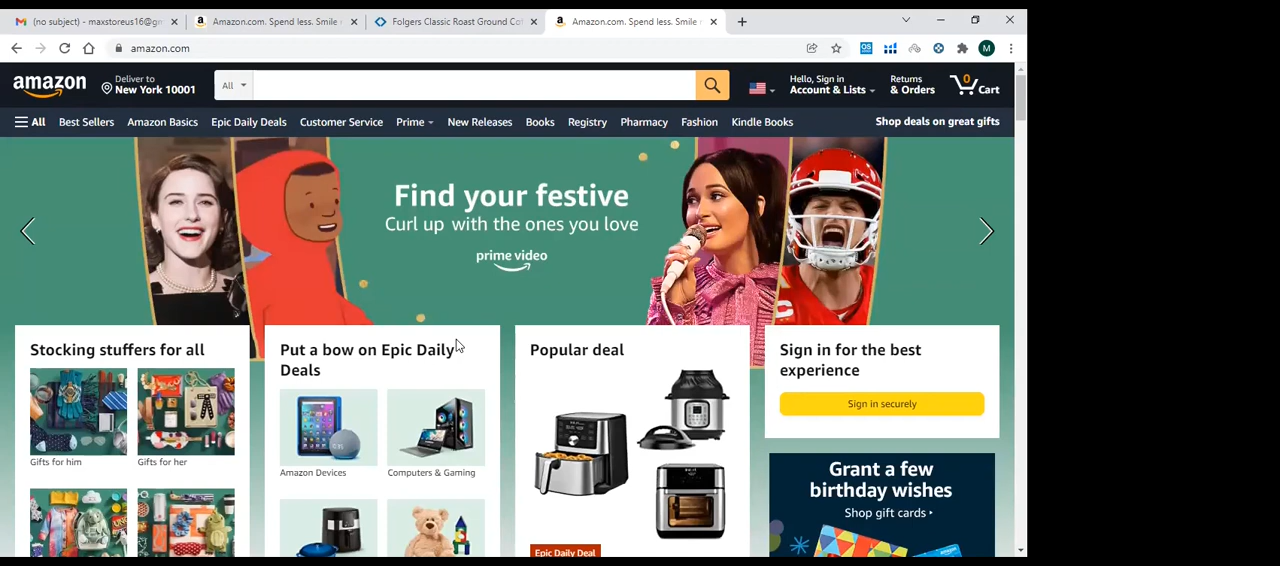 (no subject) - maxstoreus16@gm
Amazon.com. Spend less. Smile
Folgers Classic Roast Ground Co
Amazon.com. Spend less. Smile
amazon.com
QS
M
amazon
Deliver to
New York 10001
All
Hello, Sign in
Account & Lists
Returns
& Orders
0
Cart
All
Best Sellers
Amazon Basics
Epic Daily Deals
Customer Service
Prime
New Releases
Books
Registry
Pharmacy
Fashion
Kindle Books
Shop deals on great gifts
Find your festive
Curl up with the ones you love
prime video
Stocking stuffers for all
Gifts for him
Gifts for her
Put a bow on Epic Daily
Deals
Amazon Devices
Computers & Gaming
Popular deal
Epic Daily Deal
Sign in for the best
experience
Sign in securely
Grant a few
birthday wishes
Shop gift cards